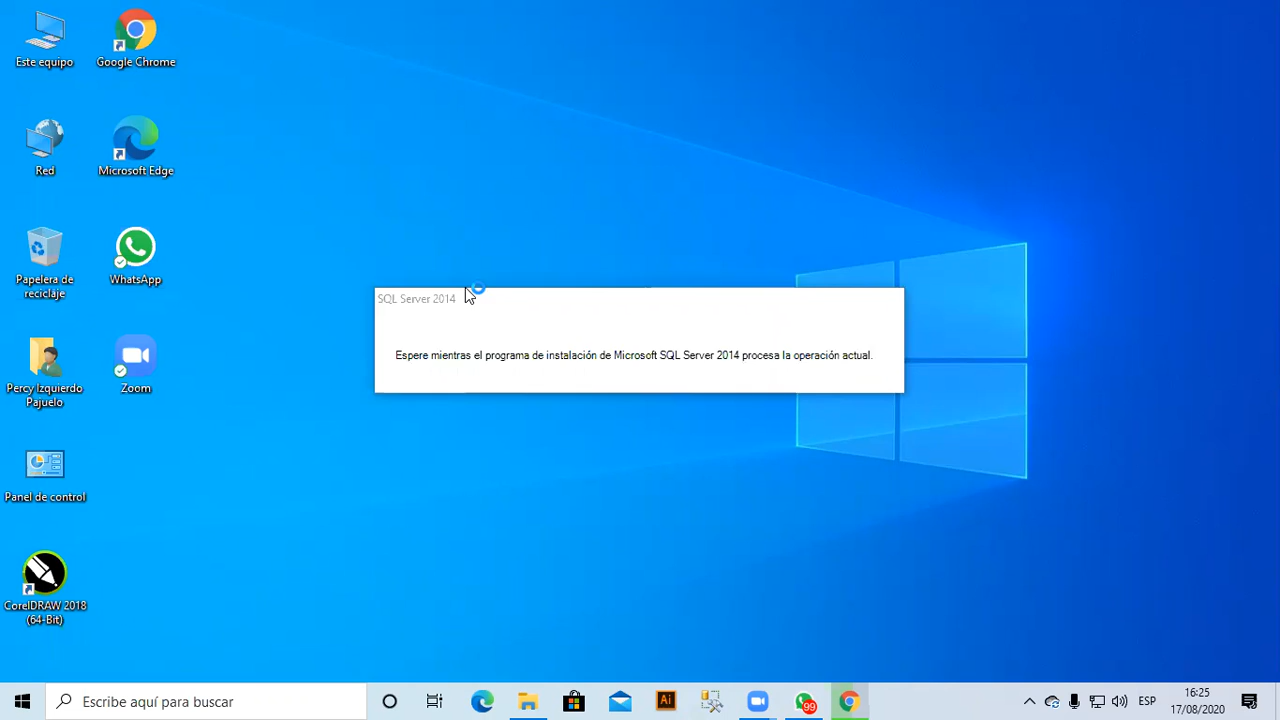 Este equipo
Google Chrome
Red
Microsoft Edge
Papelera de
reciclaje
WhatsApp
Percy Izquierdo
Pajuelo
Zoom
Panel de control
CorelDRAW 2018
(64-Bit)
SQL Server 2014
Espere mientras el programa de instalación de Microsoft SQL Server 2014 procesa la operación actual.
Escribe aquí para buscar
Ai
99
ESP
16:25
17/08/2020